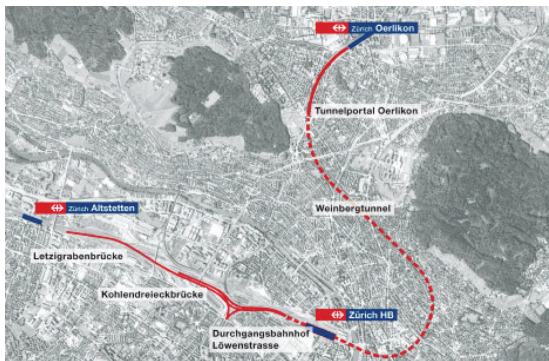 Zürich Oerlikon
Tunnelportal Oerlikon
Weinbergtunnel
Zürich Altstetten
Letzigrabenbrücke
Kohlendreieckbrücke
Zürich HB
Durchgangsbahnhof
Löwenstrasse